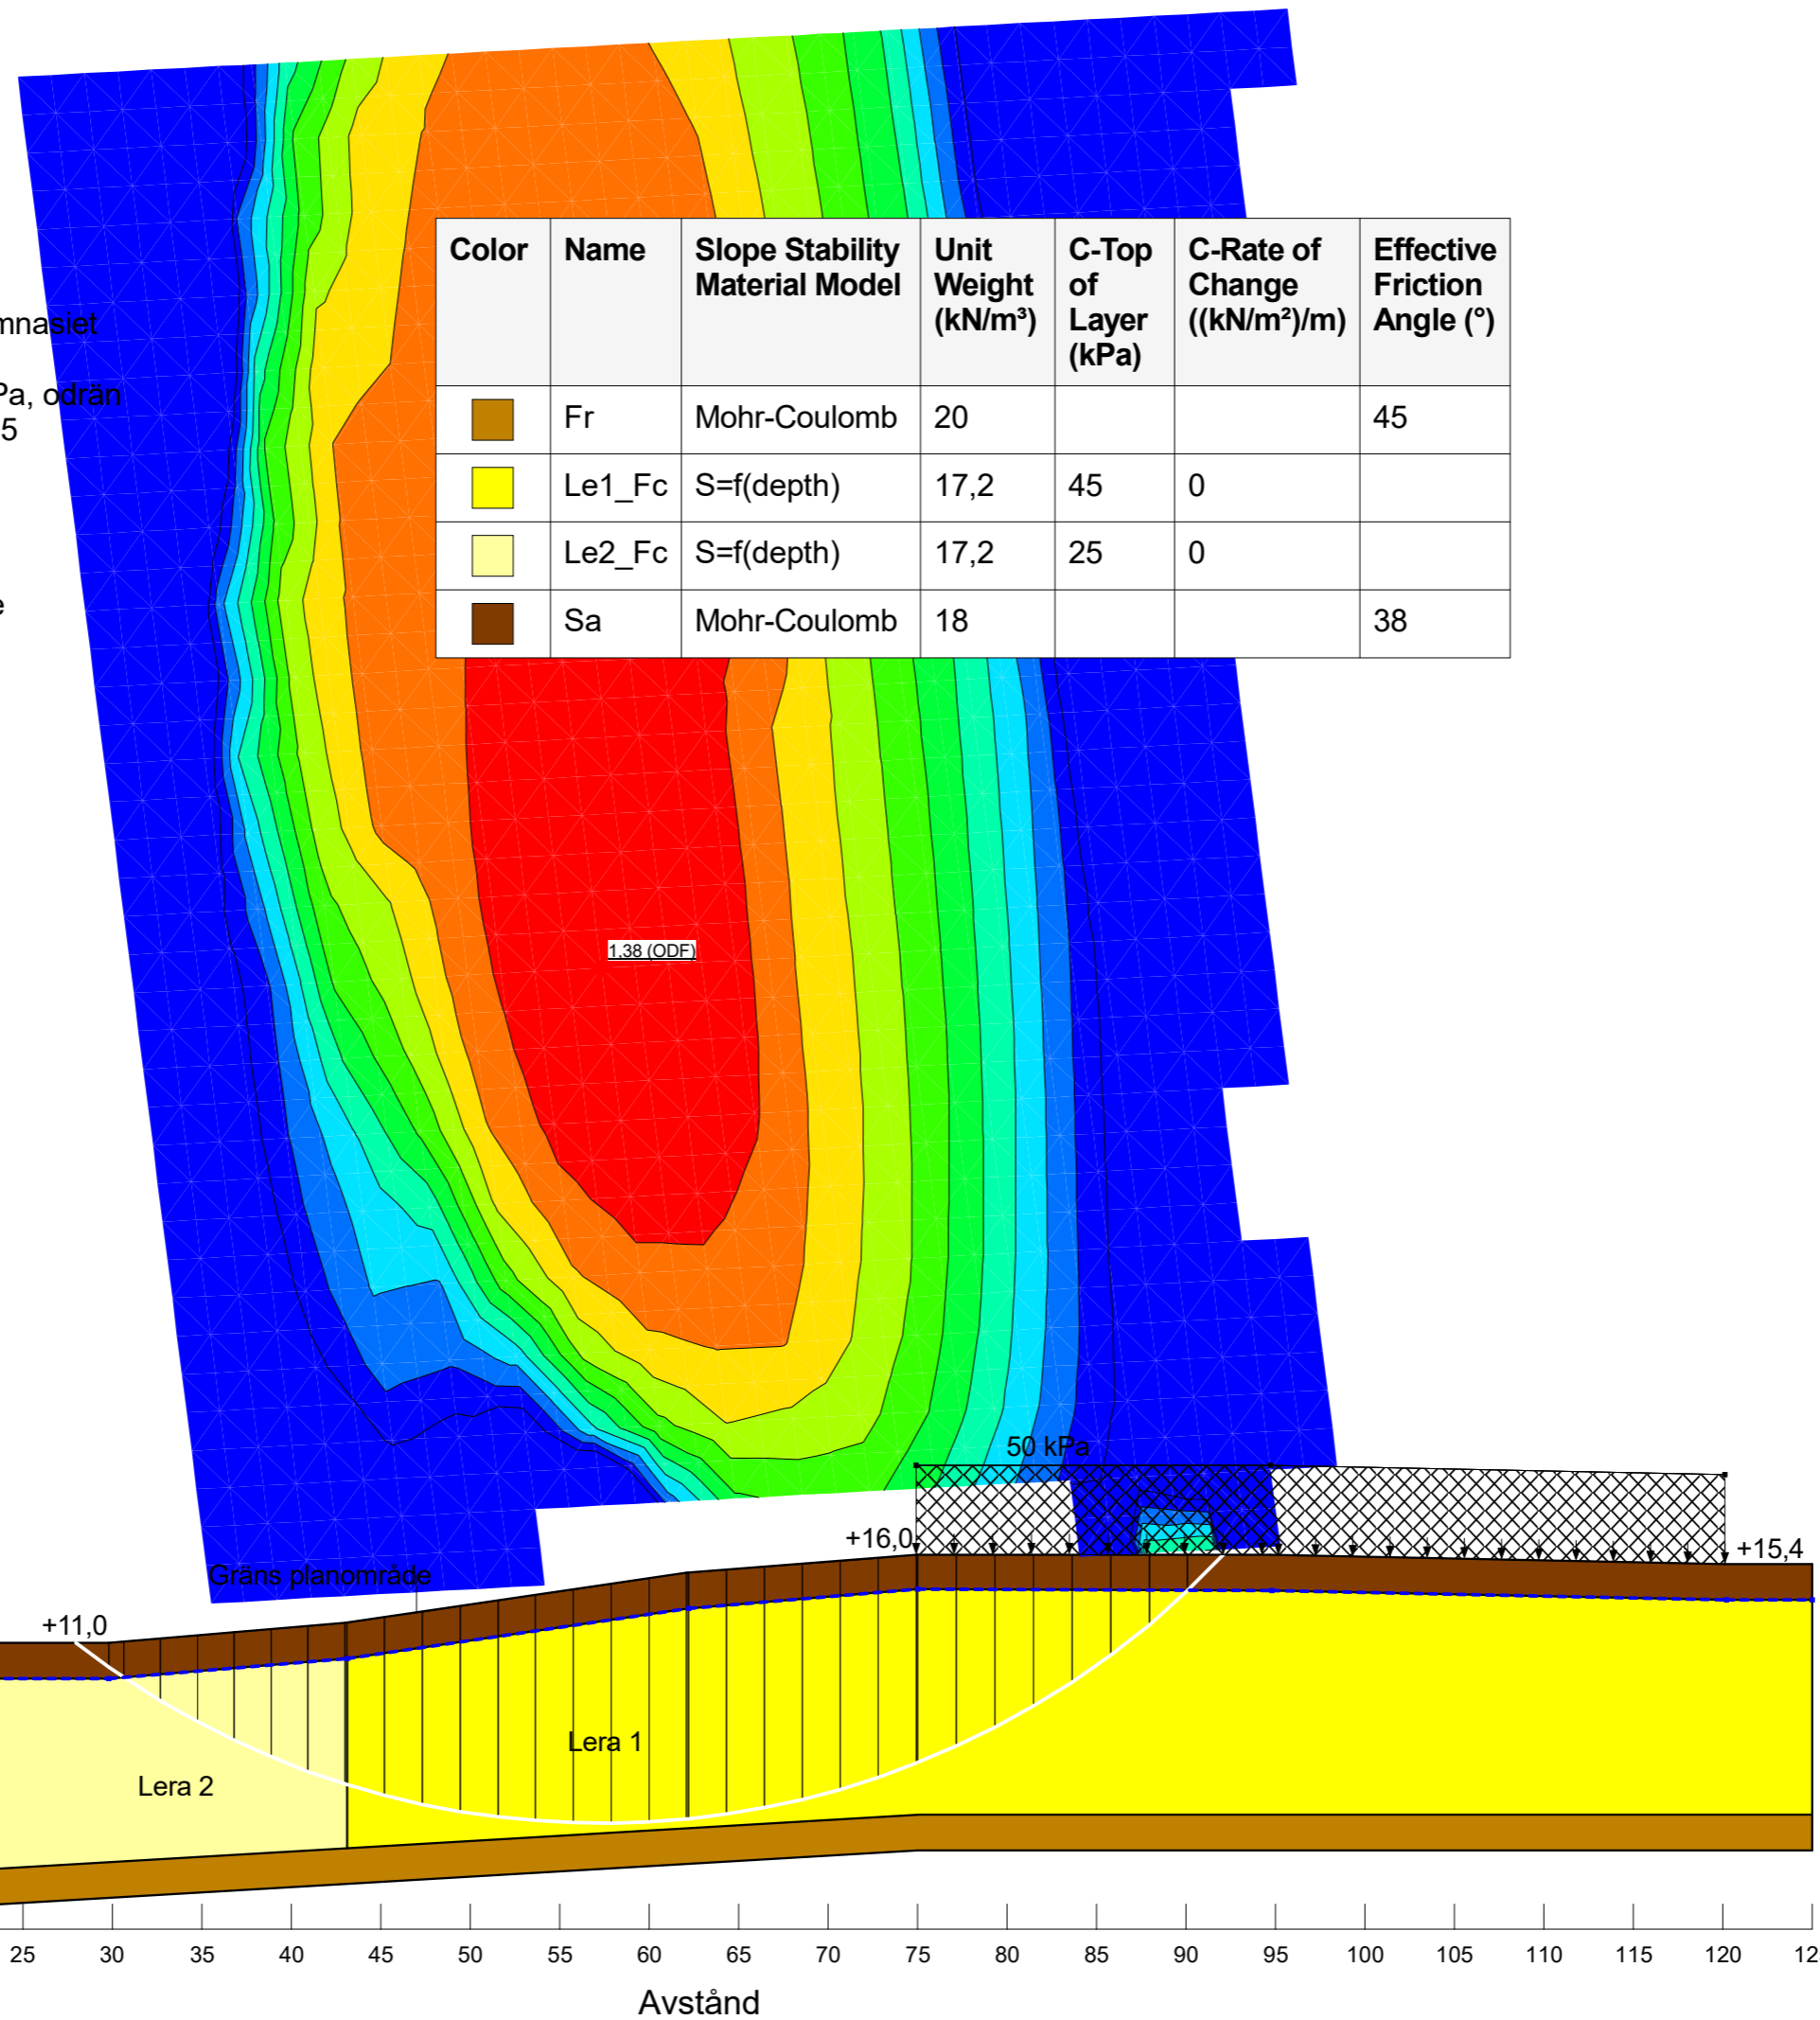 Color Name Slope Stability Material Model Unit Weight (kN/m³) C-Top of Layer (kPa) C-Rate of Change ((kN/m²)/m) Effective Friction Angle (°)
Fr Mohr-Coulomb 20 45
Le1_Fc S=f(depth) 17,2 45 0
Le2_Fc S=f(depth) 17,2 25 0
Sa Mohr-Coulomb 18 38
mnasiet
Pa, odrän
5
e
1.38 (ODF)
50 kPa
+16,0
+15,4
Gräns planområde
+11,0
Lera 1
Lera 2
25 30 35 40 45 50 55 60 65 70 75 80 85 90 95 100 105 110 115 120 12
Avstånd